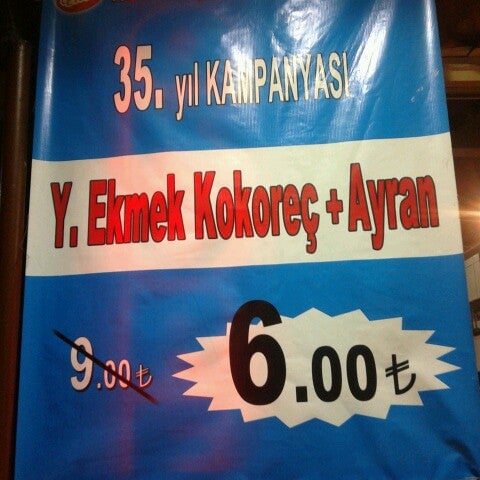 35. yıl KAMPANYASI
Y. Ekmek Kokoreç + Ayran
9.00 ₺ 6.00 ₺